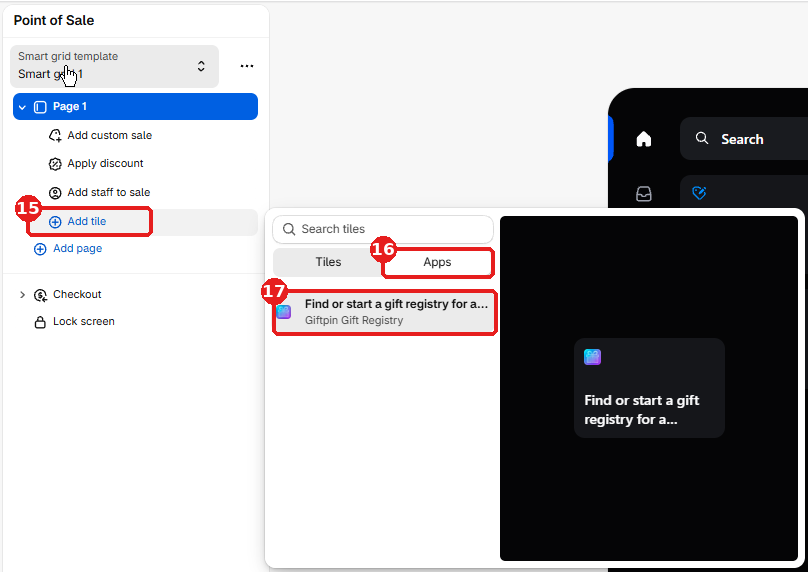 Point of Sale
Smart grid template
Smart grid 1
Page 1
Add custom sale
Apply discount
Add staff to sale
15
Add tile
Add page
Checkout
Lock screen
Search
Search tiles
16
Tiles
Apps
17
Find or start a gift registry for a...
Giftpin Gift Registry
Find or start a gift
registry for a...